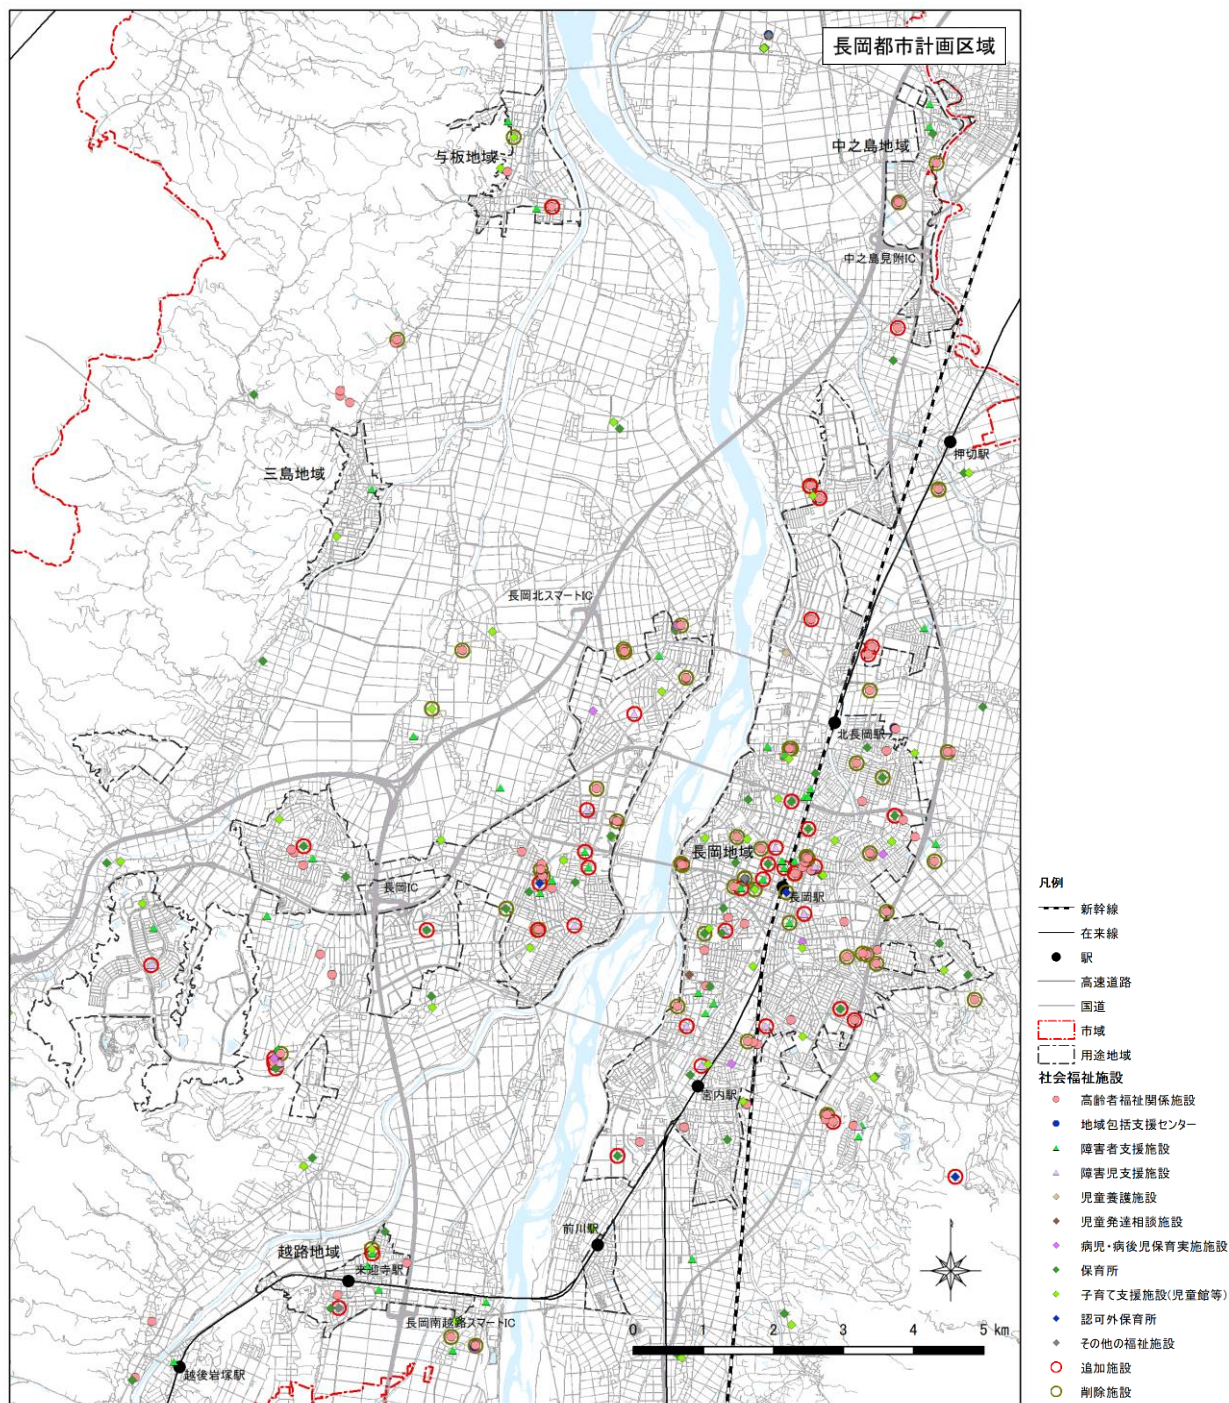 長岡都市計画区域
中之島地域
与板地域
中之島見附IC
押切駅
三島地域
長岡北スマートIC
北長岡駅
長岡地域
長岡IC
長岡駅
宮内駅
前川駅
越路地域
来迎寺駅
長岡南越路スマートIC
越後岩塚駅
0 1 2 3 4 5 km
凡例
新幹線
在来線
駅
高速道路
国道
市域
用途地域
社会福祉施設
高齢者福祉関係施設
地域包括支援センター
障害者支援施設
障害児支援施設
児童養護施設
児童発達相談施設
病児・病後児保育実施施設
保育所
子育て支援施設(児童館等)
認可外保育所
その他の福祉施設
追加施設
削除施設